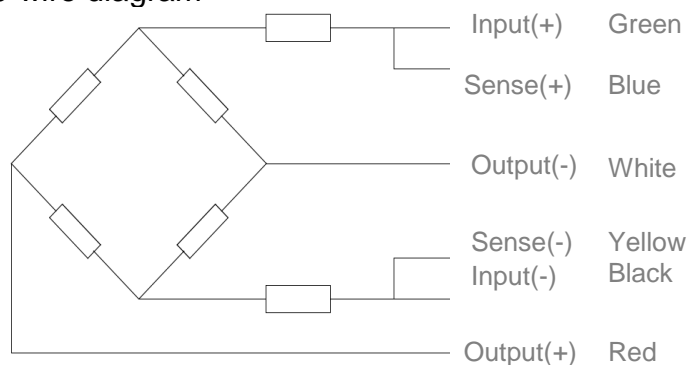 wire diagram
Input(+) Green
Sense(+) Blue
Output(-) White
Sense(-) Yellow
Input(-) Black
Output(+) Red